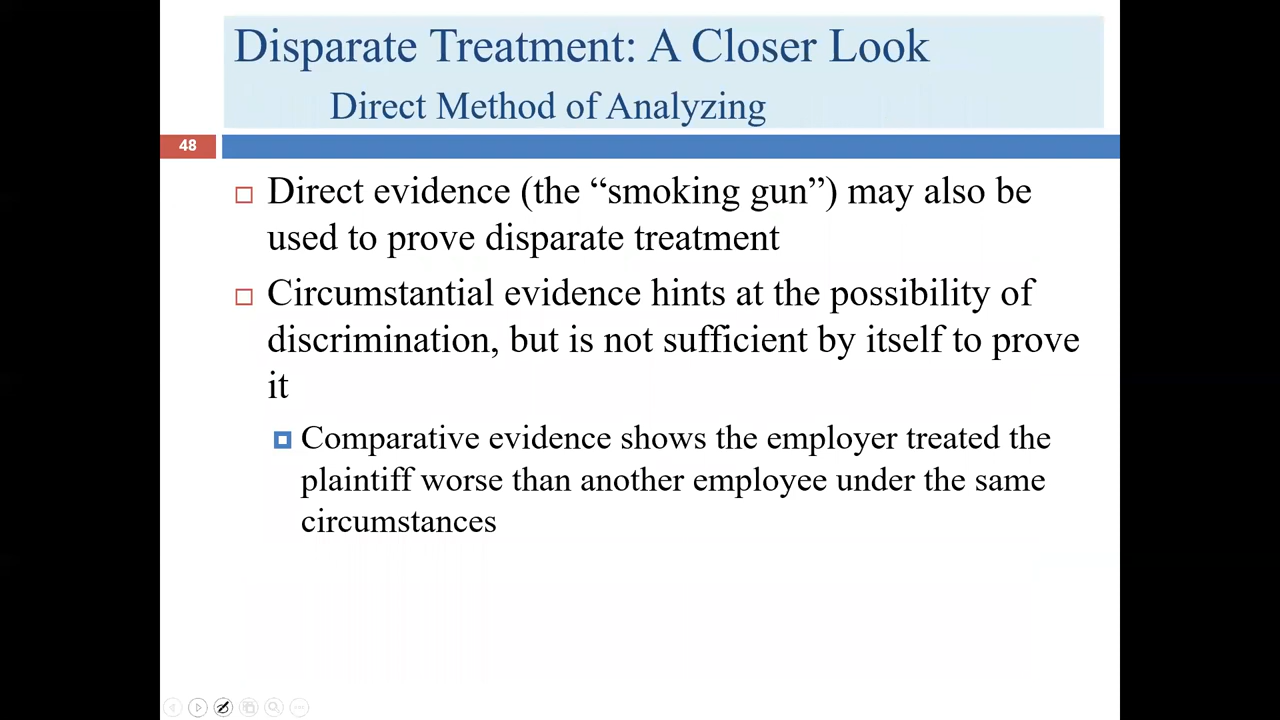 Disparate Treatment: A Closer Look
Direct Method of Analyzing
48
Direct evidence (the “smoking gun”) may also be
used to prove disparate treatment
Circumstantial evidence hints at the possibility of
discrimination, but is not sufficient by itself to prove
it
Comparative evidence shows the employer treated the
plaintiff worse than another employee under the same
circumstances